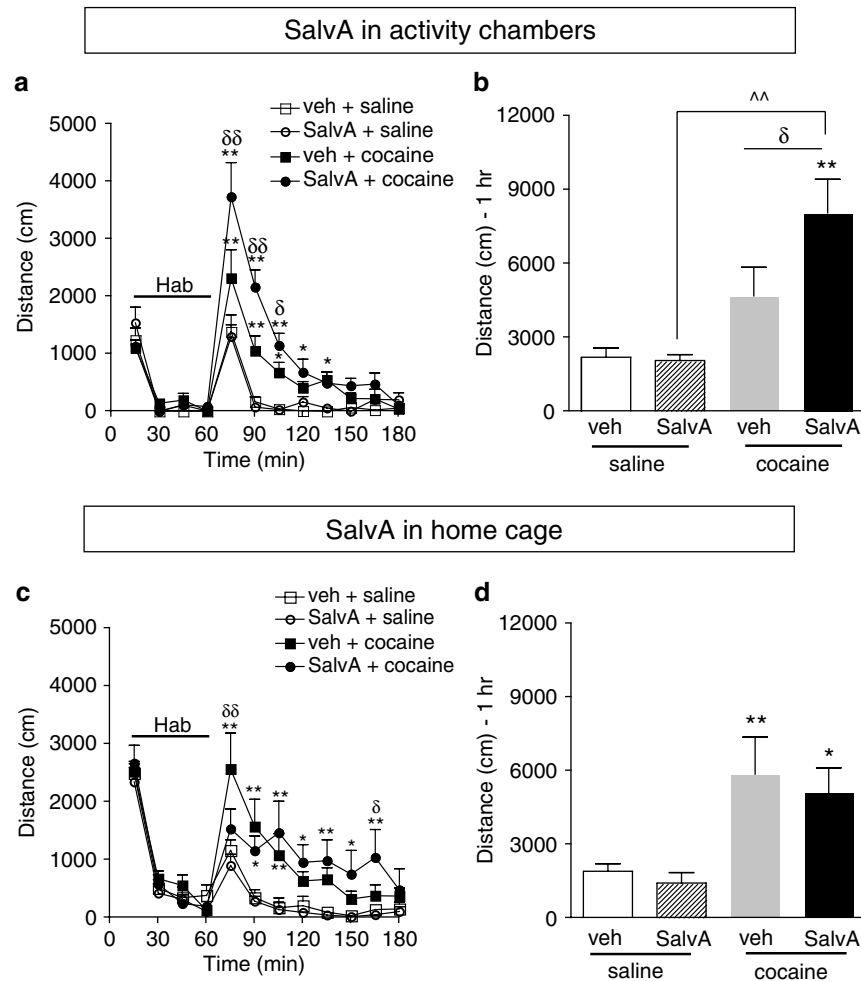 SalvA in activity chambers
a
5000
4000
3000
2000
1000
0
Distance (cm)
0 30 60 90 120 150 180
Time (min)
Hab
veh + saline
SalvA + saline
veh + cocaine
SalvA + cocaine
δδ
**
**
δδ
**
**
δ
**
*
*
*
b
12000
9000
6000
3000
0
Distance (cm) - 1 hr
^^
δ
**
veh SalvA veh SalvA
saline cocaine
SalvA in home cage
c
5000
4000
3000
2000
1000
0
Distance (cm)
0 30 60 90 120 150 180
Time (min)
Hab
veh + saline
SalvA + saline
veh + cocaine
SalvA + cocaine
δδ
**
**
*
**
**
*
**
*
δ
**
d
12000
9000
6000
3000
0
Distance (cm) - 1 hr
**
*
veh SalvA veh SalvA
saline cocaine